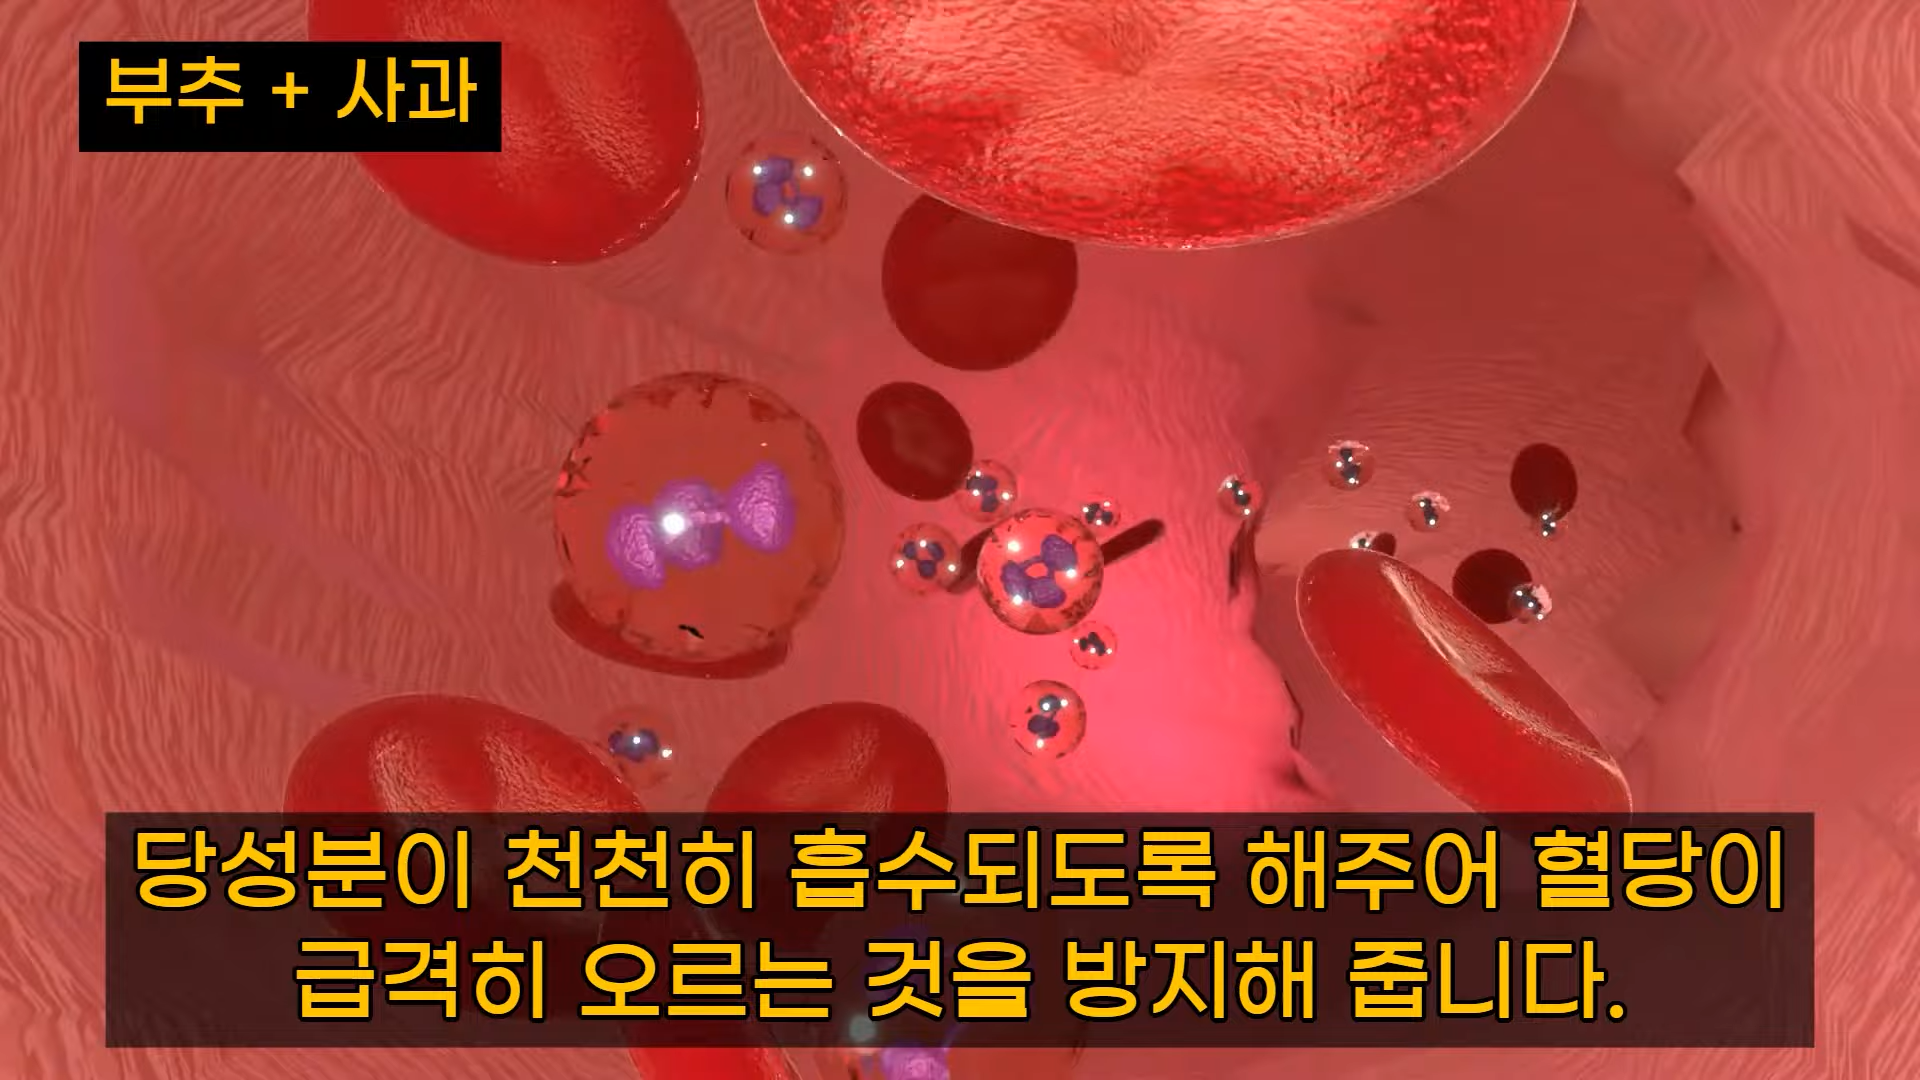 부추 + 사과
당성분이 천천히 흡수되도록 해주어 혈당이
급격히 오르는 것을 방지해 줍니다.